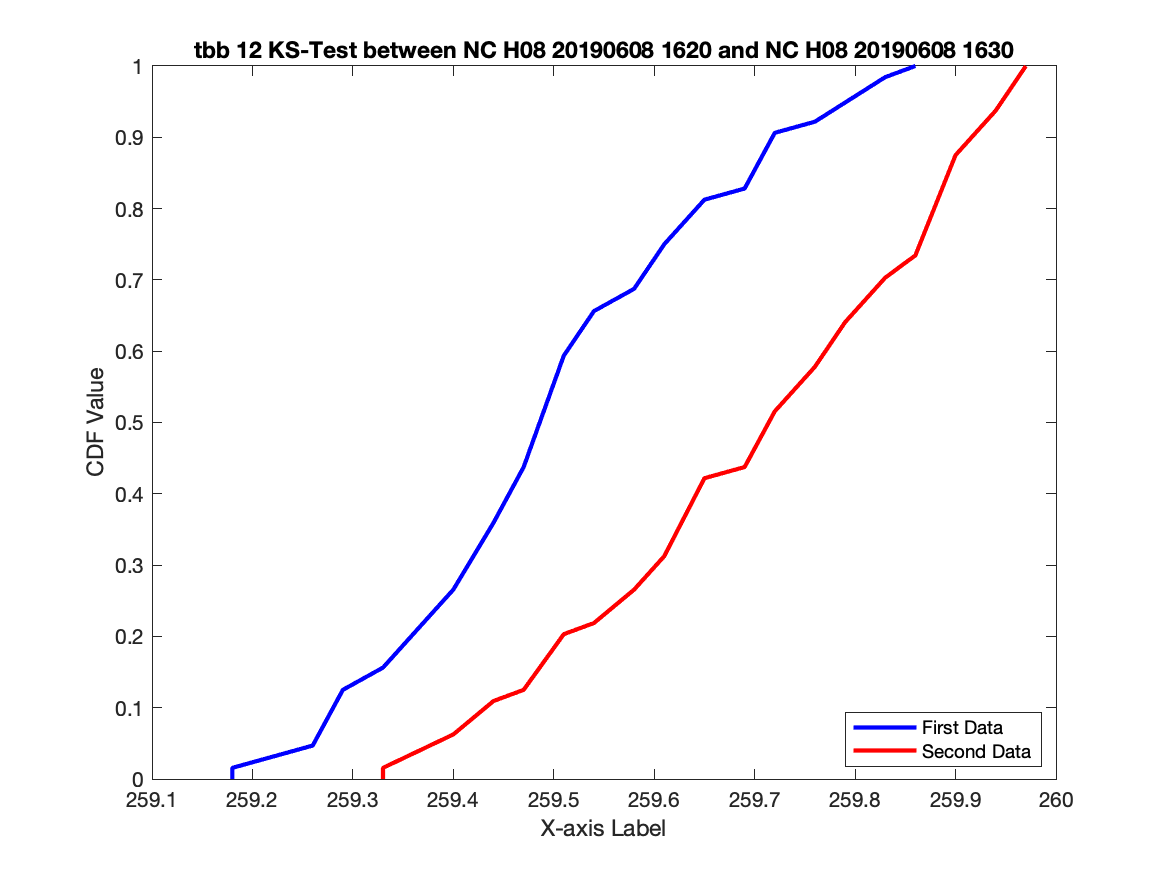 tbb 12 KS-Test between NC H08 20190608 1620 and NC H08 20190608 1630
1
0.9
0.8
0.7
0.6
0.5
0.4
0.3
0.2
0.1
0
CDF Value
First Data
Second Data
259.1 259.2 259.3 259.4 259.5 259.6 259.7 259.8 259.9 260
X-axis Label